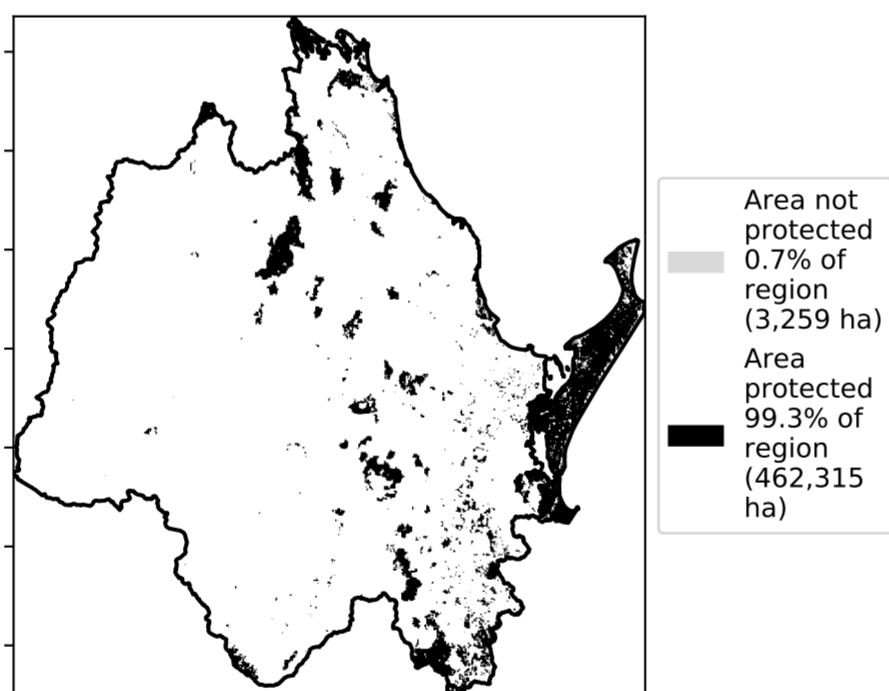 Area not
protected
0.7% of
region
(3,259 ha)
Area
protected
99.3% of
region
(462,315
ha)